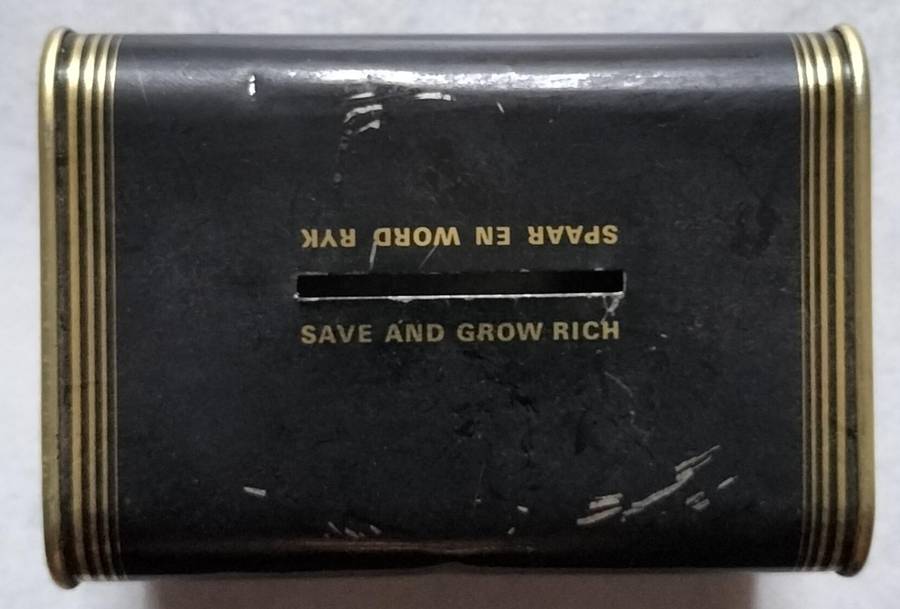 SPAAR EN WORD RYK
SAVE AND GROW RICH